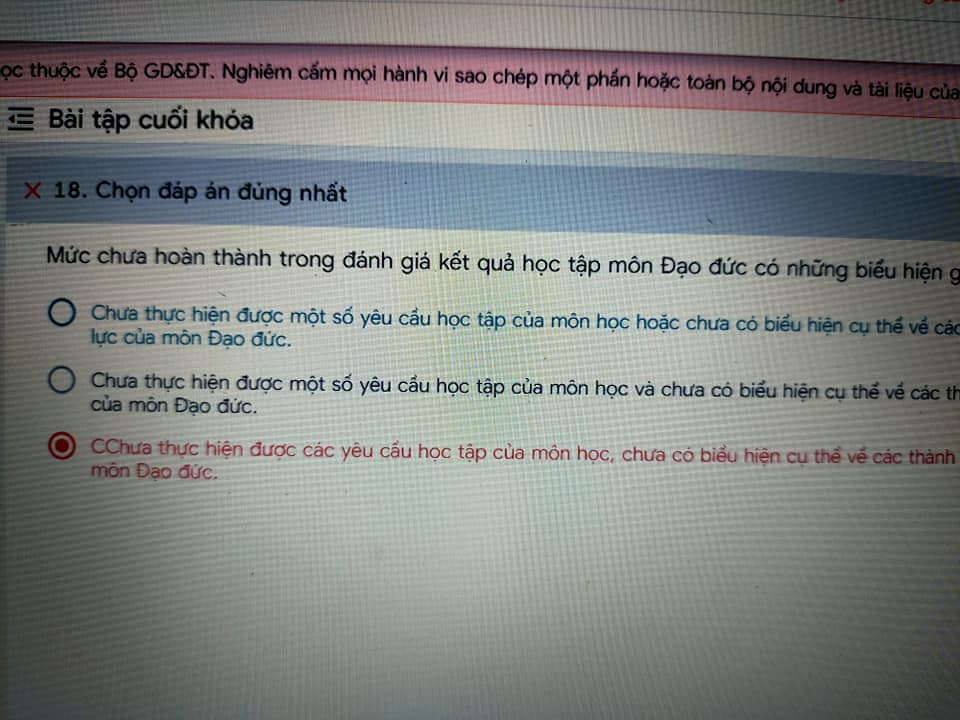 ọc thuộc về Bộ GD&ĐT. Nghiêm cấm mọi hành vi sao chép một phần hoặc toàn bộ nội dung và tài liệu của
Bài tập cuối khóa
X 18. Chọn đáp án đúng nhất
Mức chưa hoàn thành trong đánh giá kết quả học tập môn Đạo đức có những biểu hiện g
Chưa thực hiện được một số yêu cầu học tập của môn học hoặc chưa có biểu hiện cụ thể về các
lực của môn Đạo đức.
Chưa thực hiện được một số yêu cầu học tập của môn học và chưa có biểu hiện cụ thể về các th
của môn Đạo đức.
CChưa thực hiện được các yêu cầu học tập của môn học, chưa có biểu hiện cụ thể về các thành
môn Đạo đức.